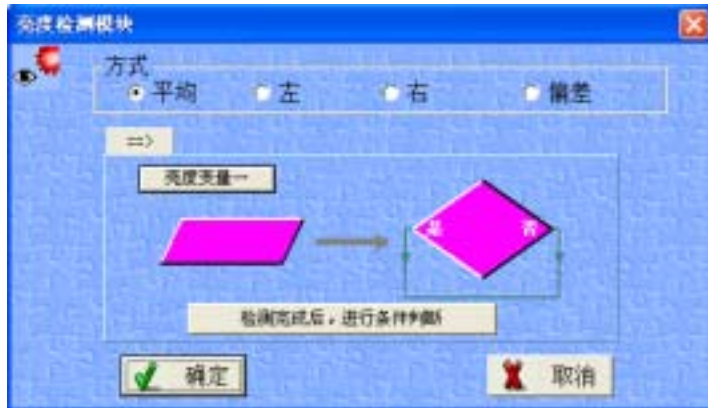 亮度检测模块
方式
平均 左 右 偏差
==>
亮度变量一
是 否
检测完成后，进行条件判断
确定 取消